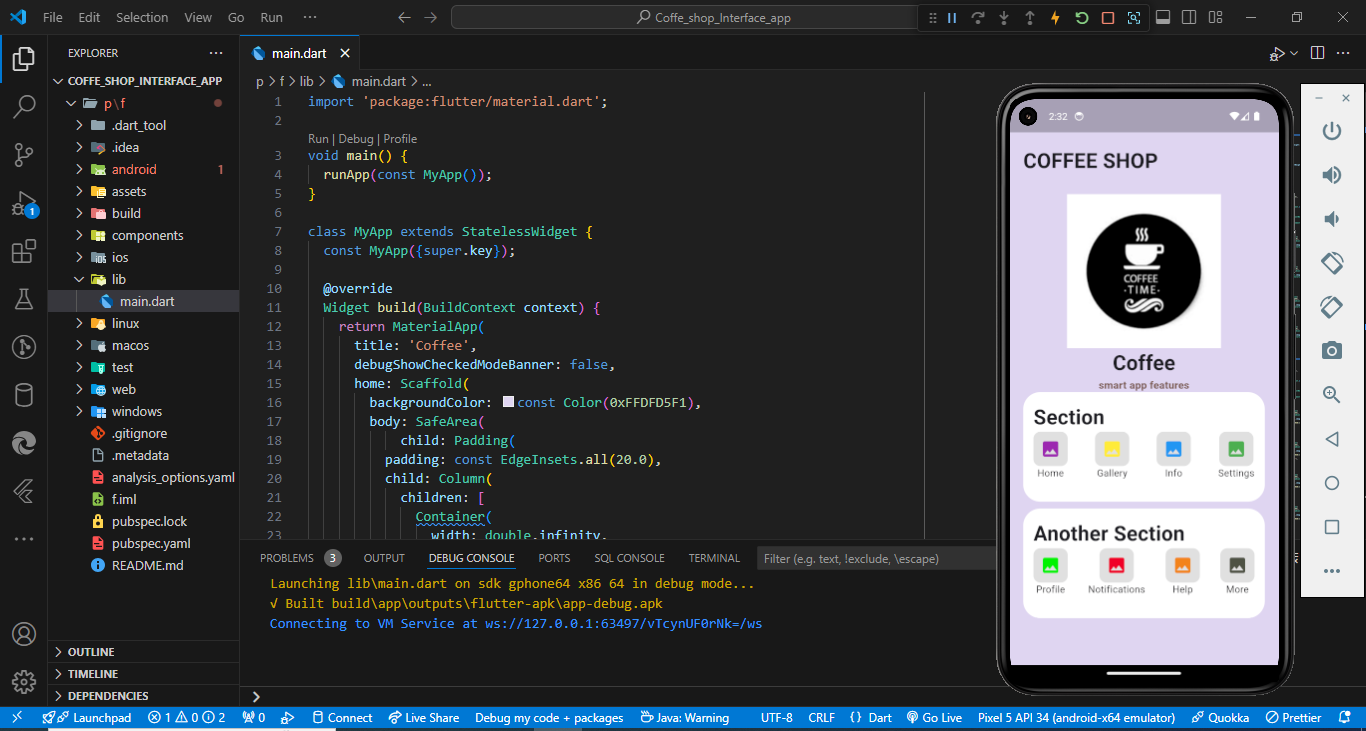 File Edit Selection View Go Run ··· Coffe_shop_Interface_app
EXPLORER ···
COFFE_SHOP_INTERFACE_APP
p\f
.dart_tool
.idea
android 1
assets
build
components
ios
lib
main.dart
linux
macos
test
web
windows
.gitignore
.metadata
analysis_options.yaml
f.iml
pubspec.lock
pubspec.yaml
README.md
OUTLINE
TIMELINE
DEPENDENCIES
1
main.dart
p > f > lib > main.dart > ...
1 import 'package:flutter/material.dart';
2
Run | Debug | Profile
3 void main() {
4 runApp(const MyApp());
5 }
6
7 class MyApp extends StatelessWidget {
8 const MyApp({super.key});
9
10 @override
11 Widget build(BuildContext context) {
12 return MaterialApp(
13 title: 'Coffee',
14 debugShowCheckedModeBanner: false,
15 home: Scaffold(
16 backgroundColor: const Color(0xFFDFD5F1),
17 body: SafeArea(
18 child: Padding(
19 padding: const EdgeInsets.all(20.0),
20 child: Column(
21 children: [
22 Container(
23 width: double.infinity,
PROBLEMS 3 OUTPUT DEBUG CONSOLE PORTS SQL CONSOLE TERMINAL Filter (e.g. text, !exclude, \escape)
Launching lib\main.dart on sdk gphone64 x86 64 in debug mode...
√ Built build\app\outputs\flutter-apk\app-debug.apk
Connecting to VM Service at ws://127.0.0.1:63497/vTcynUF0rNk=/ws
2:32
COFFEE SHOP
COFFEE
·TIME·
Coffee
smart app features
Section
Home Gallery Info Settings
Another Section
Profile Notifications Help More
Launchpad 1 0 2 0 Connect Live Share Debug my code + packages Java: Warning UTF-8 CRLF {} Dart Go Live Pixel 5 API 34 (android-x64 emulator) Quokka Prettier